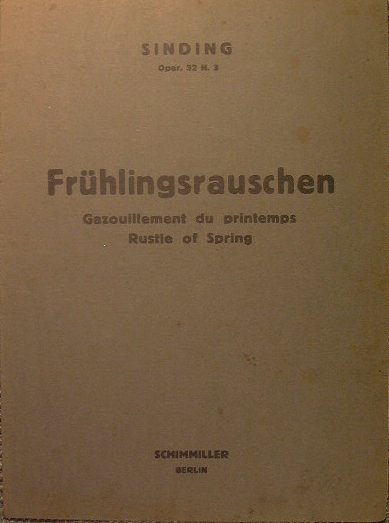 SINDING
Oper. 32 N. 3
Frühlingsrauschen
Gazouillement du printemps
Rustle of Spring
SCHIMMILLER
BERLIN